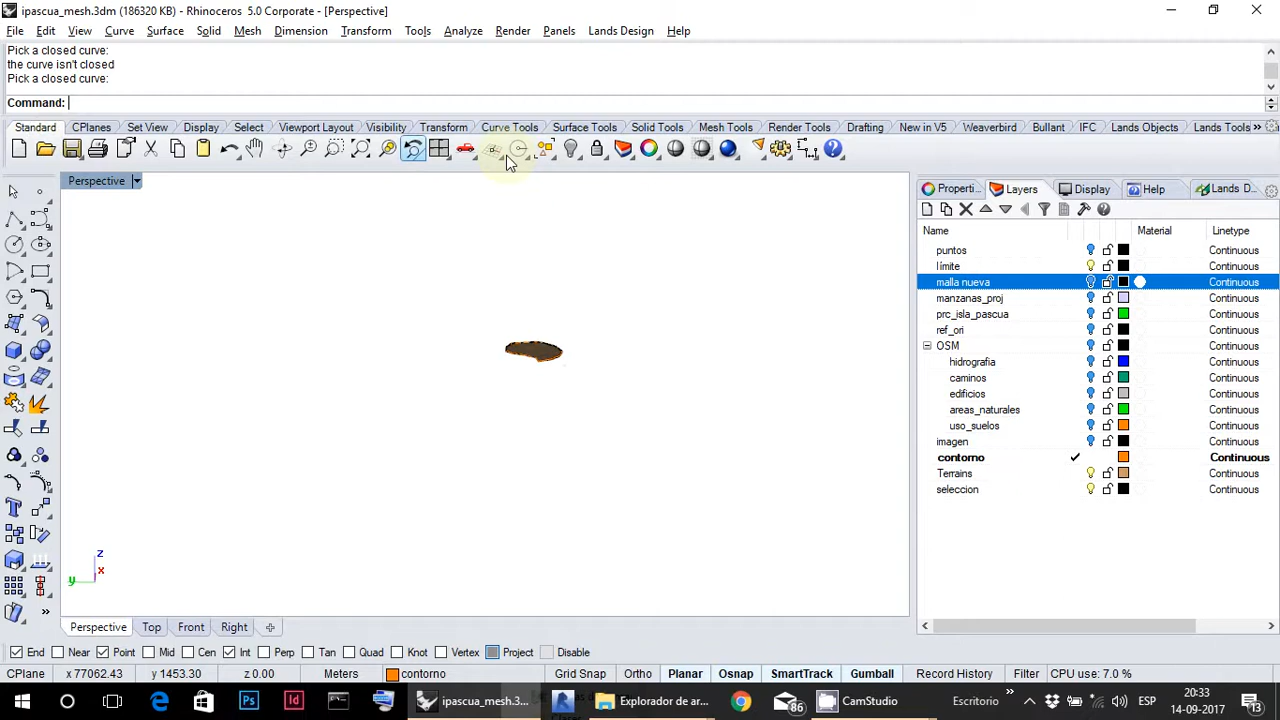 ipascua_mesh.3dm (186320 KB) - Rhinoceros 5.0 Corporate - [Perspective]
File Edit View Curve Surface Solid Mesh Dimension Transform Tools Analyze Render Panels Lands Design Help
Pick a closed curve:
the curve isn't closed
Pick a closed curve:
Command:
Standard CPlanes Set View Display Select Viewport Layout Visibility Transform Curve Tools Surface Tools Solid Tools Mesh Tools Render Tools Drafting New in V5 Weaverbird Bullant IFC Lands Objects Lands Tools »
Perspective
Properti... Layers Display Help Lands D...
Name Material Linetype
puntos Continuous
límite Continuous
malla nueva Continuous
manzanas_proj Continuous
prc_isla_pascua Continuous
ref_ori Continuous
OSM Continuous
hidrografia Continuous
caminos Continuous
edificios Continuous
areas_naturales Continuous
uso_suelos Continuous
imagen Continuous
contorno Continuous
Terrains Continuous
seleccion Continuous
z
x
y
Perspective Top Front Right
End Near Point Mid Cen Int Perp Tan Quad Knot Vertex Project Disable
CPlane x 77062.43 y 1453.30 z 0.00 Meters contorno Grid Snap Ortho Planar Osnap SmartTrack Gumball Record History Filter CPU use: 7.0 %
ipascua_mesh.3... Explorador de ar... 86 CamStudio Escritorio » ESP 20:33
14-09-2017 13